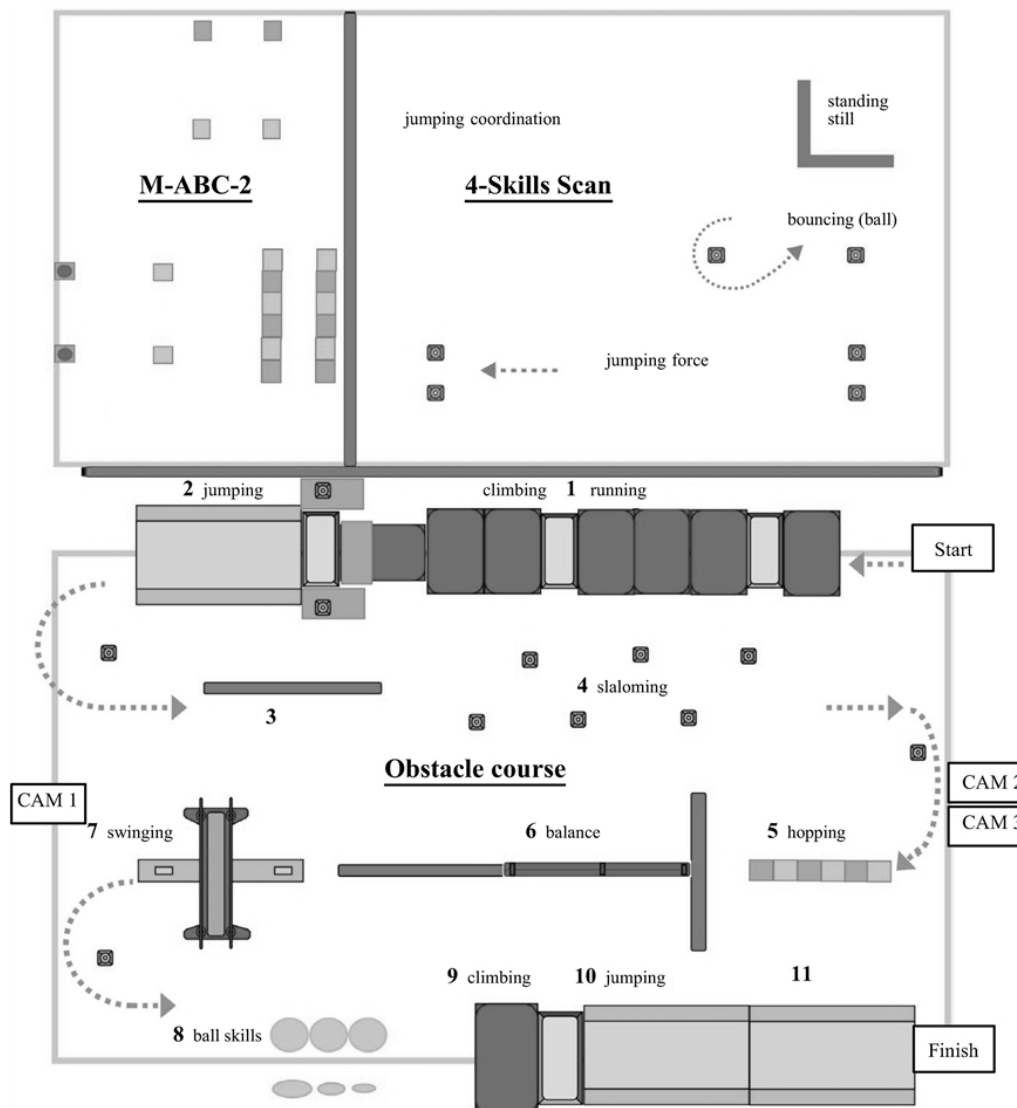 jumping coordination
standing
still
M-ABC-2
4-Skills Scan
bouncing (ball)
jumping force
2 jumping
climbing 1 running
Start
4 slaloming
3
Obstacle course
CAM 1
CAM 2
CAM 3
7 swinging
6 balance
5 hopping
9 climbing
10 jumping
11
8 ball skills
Finish